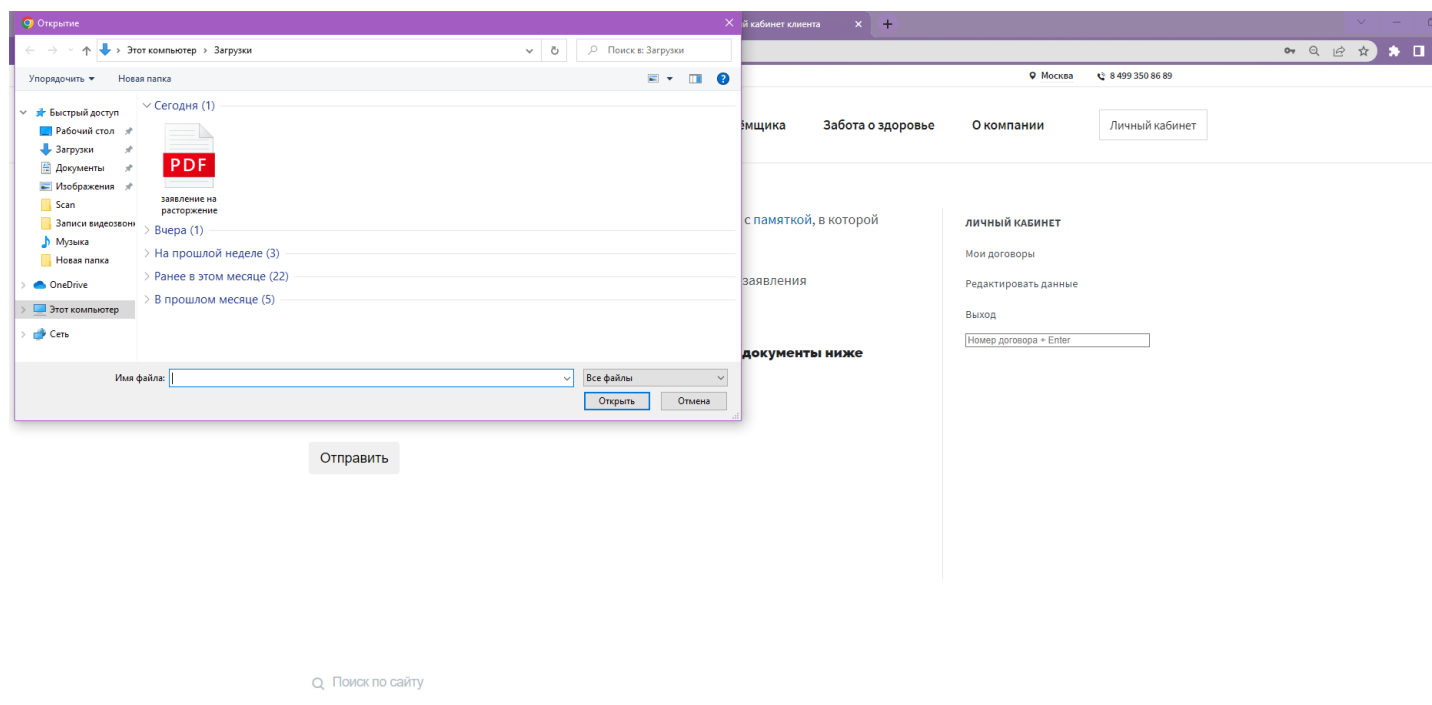 Открытие
й кабинет клиента
Этот компьютер > Загрузки
Поиск в: Загрузки
Упорядочить
Новая папка
Москва
8 499 350 86 89
Быстрый доступ
Рабочий стол
Загрузки
Документы
Изображения
Scan
Записи видеозвон
Музыка
Новая папка
OneDrive
Этот компьютер
Сеть
Сегодня (1)
PDF
заявление на
расторжение
Вчера (1)
На прошлой неделе (3)
Ранее в этом месяце (22)
В прошлом месяце (5)
Имя файла:
Все файлы
Открыть
Отмена
ёмщика
Забота о здоровье
О компании
Личный кабинет
с памяткой, в которой
заявления
документы ниже
ЛИЧНЫЙ КАБИНЕТ
Мои договоры
Редактировать данные
Выход
Номер договора + Enter
Отправить
Поиск по сайту